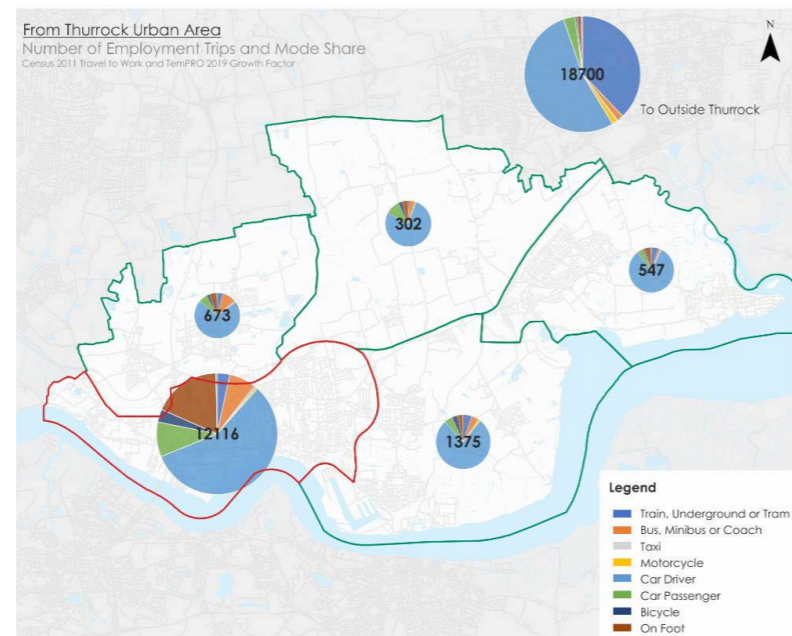 From Thurrock Urban Area
Number of Employment Trips and Mode Share
Census 2011 Travel to Work and TemPRO 2019 Growth Factor
18700
N
To Outside Thurrock
302
547
673
12116
1375
Legend
Train, Underground or Tram
Bus, Minibus or Coach
Taxi
Motorcycle
Car Driver
Car Passenger
Bicycle
On Foot